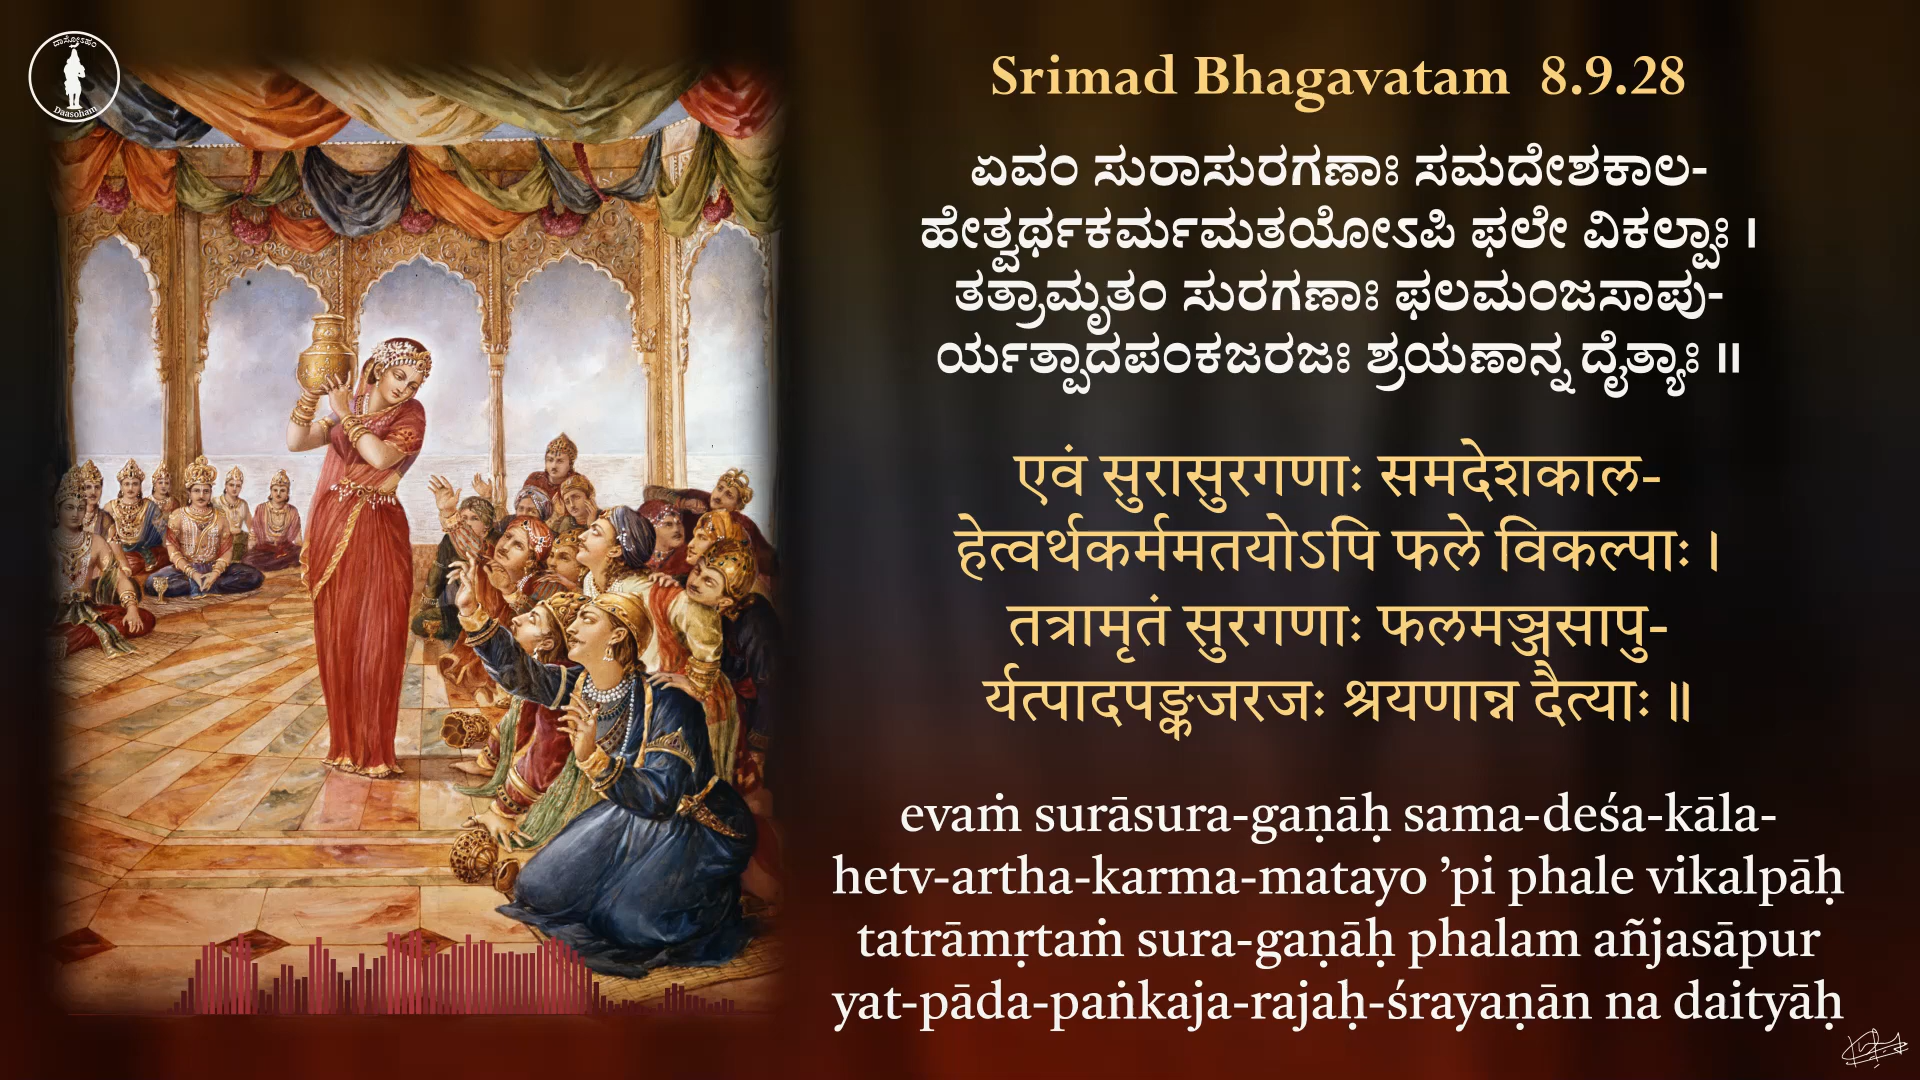 ದಾಸೋಽಹಂ
Daasoham
Srimad Bhagavatam 8.9.28
ಏವಂ ಸುರಾಸುರಗಣಾಃ ಸಮದೇಶಕಾಲ-
ಹೇತ್ವರ್ಥಕರ್ಮಮತಯೋಽಪಿ ಫಲೇ ವಿಕಲ್ಪಾಃ ।
ತತ್ರಾಮೃತಂ ಸುರಗಣಾಃ ಫಲಮಂಜಸಾಪು-
ರ್ಯತ್ಪಾದಪಂಕಜರಜಃ ಶ್ರಯಣಾನ್ನ ದೈತ್ಯಾಃ ॥
एवं सुरासुरगणाः समदेशकाल-
हेत्वर्थकर्ममतयोऽपि फले विकल्पाः ।
तत्रामृतं सुरगणाः फलमञ्जसापु-
र्यत्पादपङ्कजरजः श्रयणान्न दैत्याः ॥
evaṁ surāsura-gaṇāḥ sama-deśa-kāla-
hetv-artha-karma-matayo ’pi phale vikalpāḥ
tatrāmṛtaṁ sura-gaṇāḥ phalam añjasāpur
yat-pāda-paṅkaja-rajaḥ-śrayaṇān na daityāḥ